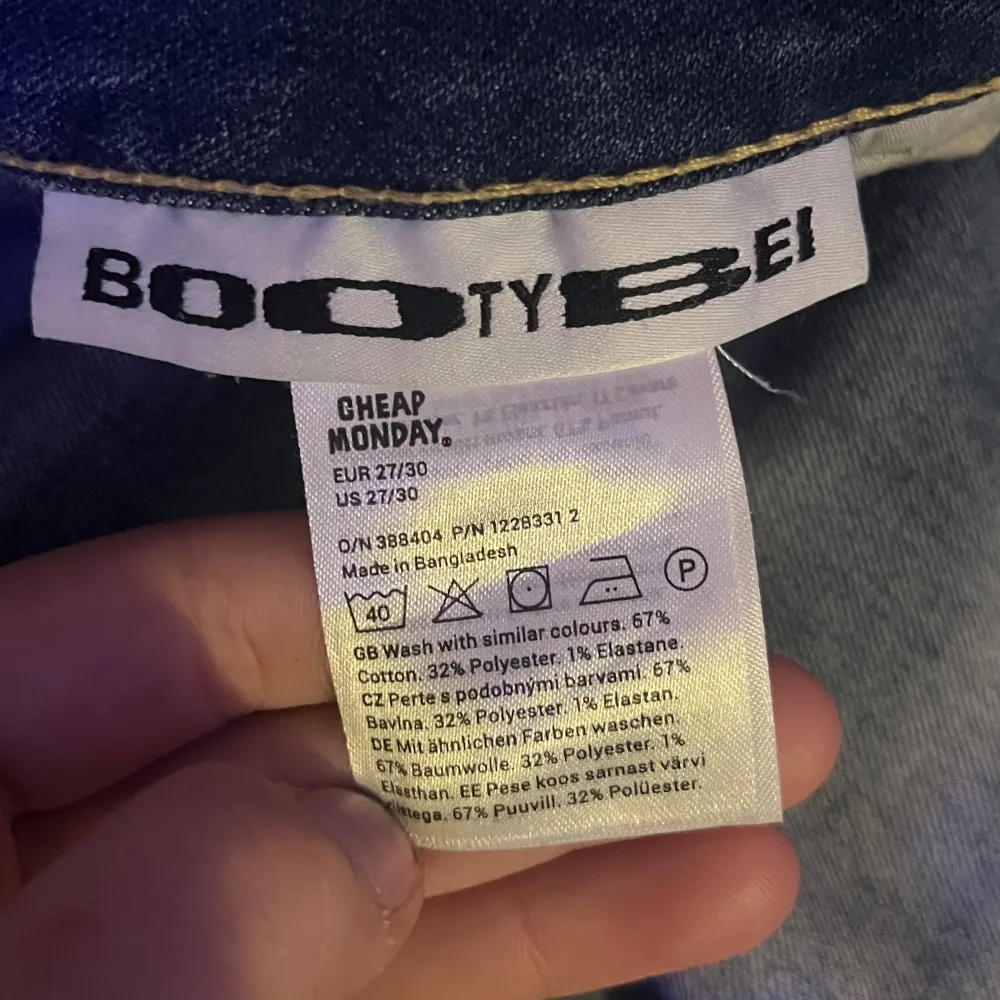 BOOTYBEI
CHEAP
MONDAY®
EUR 27/30
US 27/30
O/N 388404 P/N 1228331 2
Made in Bangladesh
40 P
GB Wash with similar colours. 67%
Cotton. 32% Polyester. 1% Elastane.
CZ Perte s podobnými barvami. 67%
Bavlna. 32% Polyester. 1% Elastan.
DE Mit ähnlichen Farben waschen.
67% Baumwolle. 32% Polyester. 1%
Elasthan. EE Pese koos sarnast värvi
67% Puuvill. 32% Polüester.